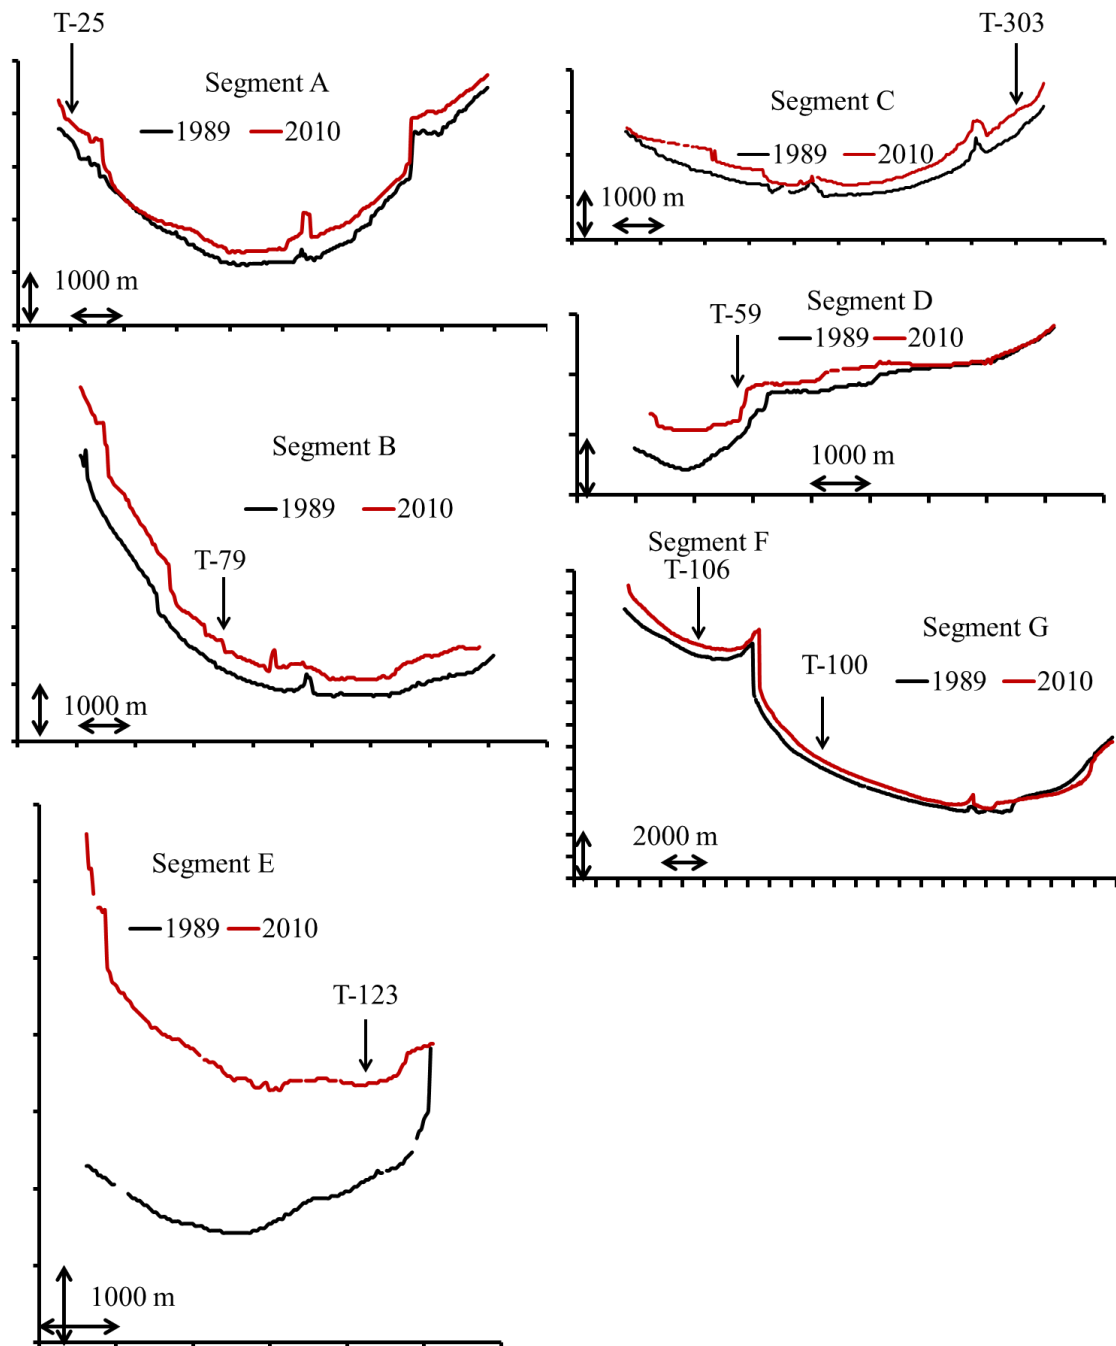 T-25
Segment A
1989 2010
1000 m
T-303
Segment C
1989 2010
1000 m
Segment D
T-59
1989 2010
1000 m
Segment B
1989 2010
T-79
1000 m
Segment F
T-106
Segment G
T-100
1989 2010
2000 m
Segment E
1989 2010
T-123
1000 m